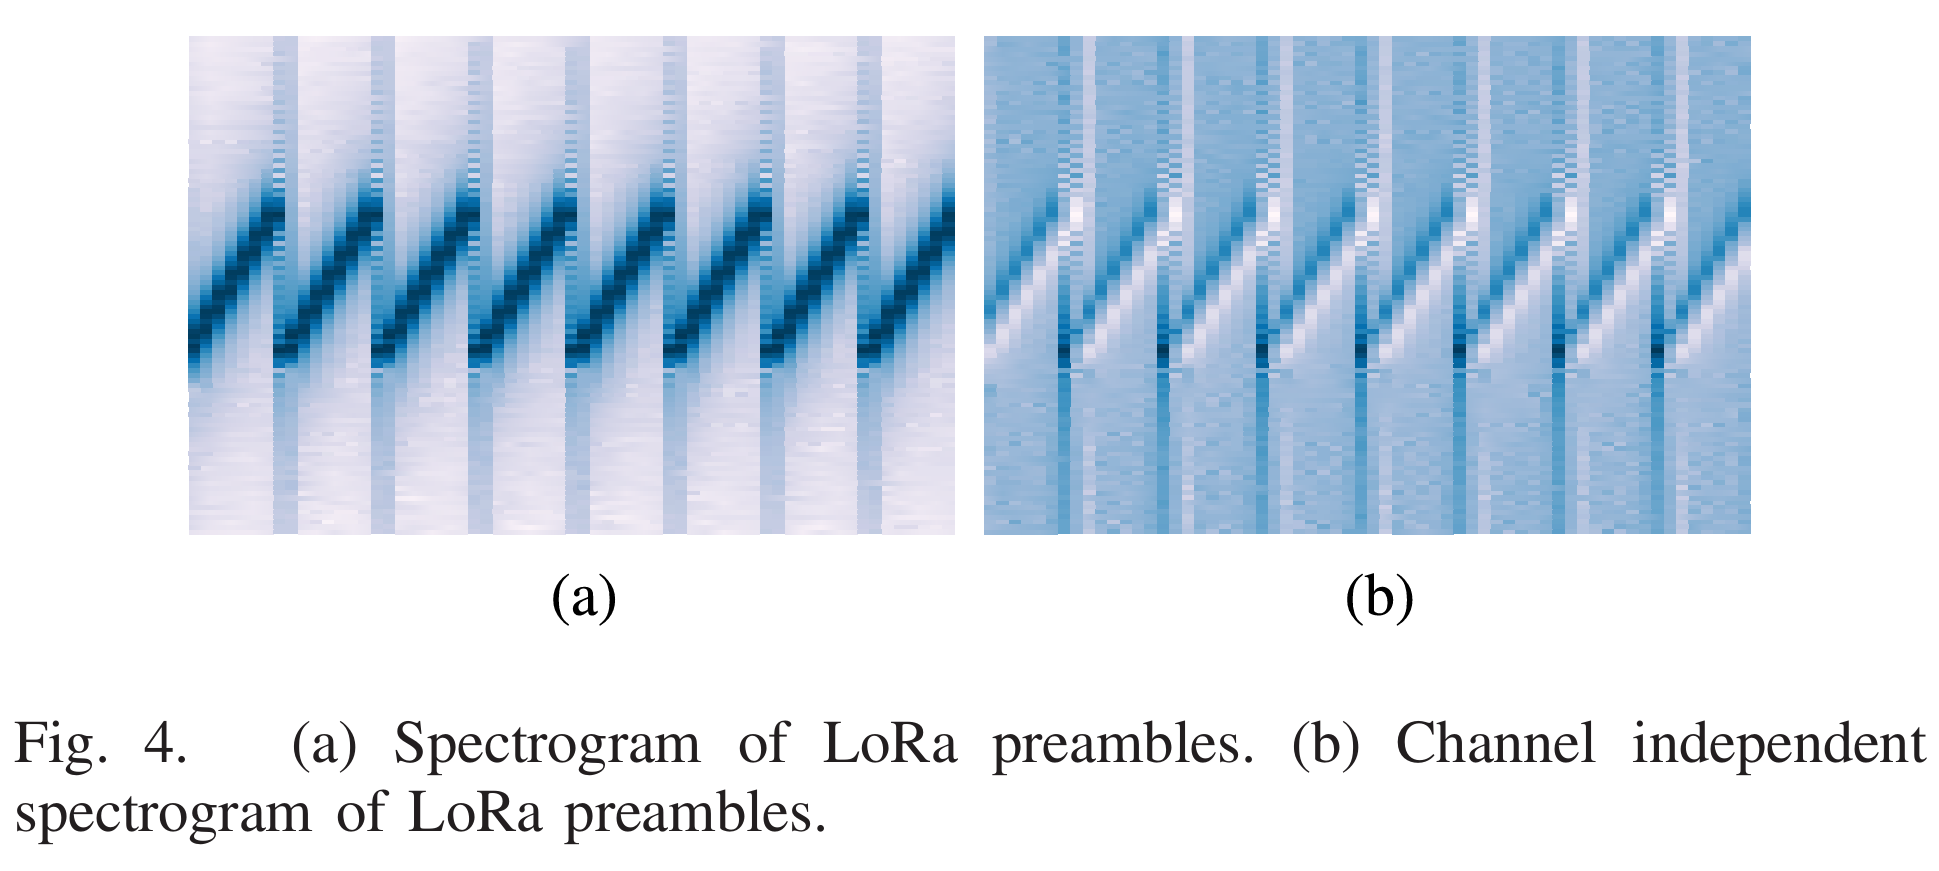 (a) (b)
Fig. 4. (a) Spectrogram of LoRa preambles. (b) Channel independent
spectrogram of LoRa preambles.